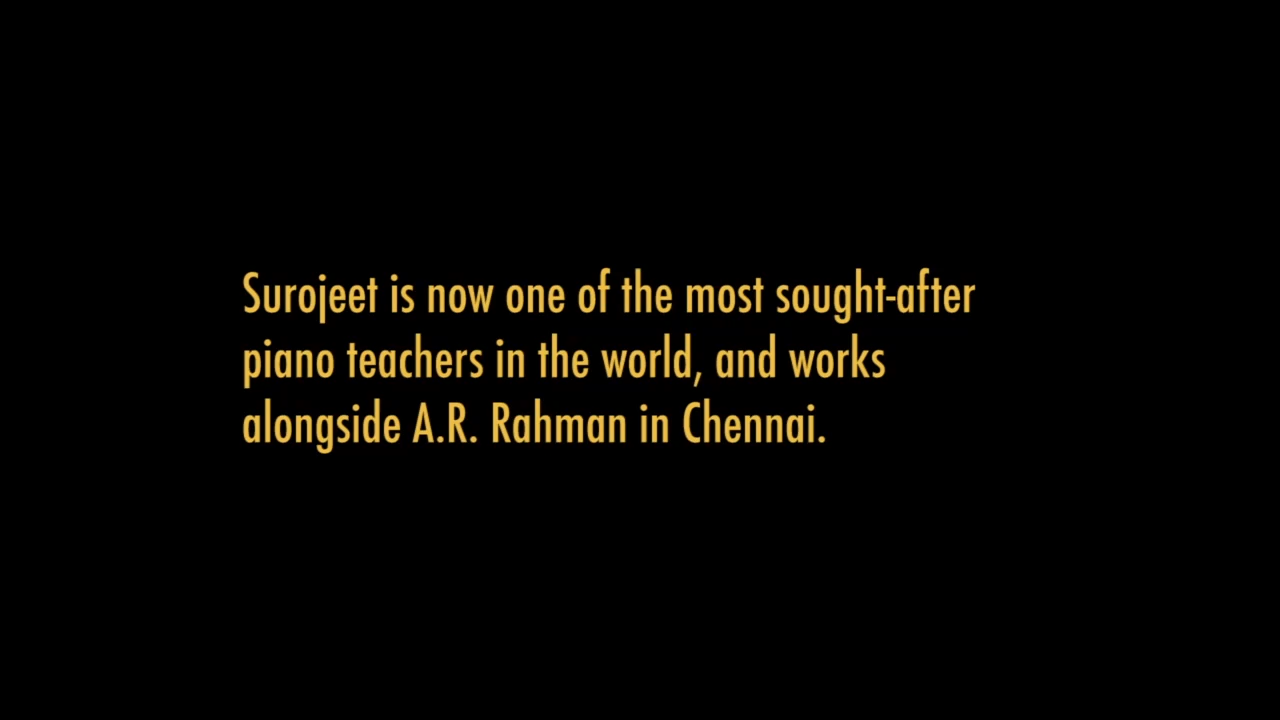 Surojeet is now one of the most sought-after
piano teachers in the world, and works
alongside A.R. Rahman in Chennai.